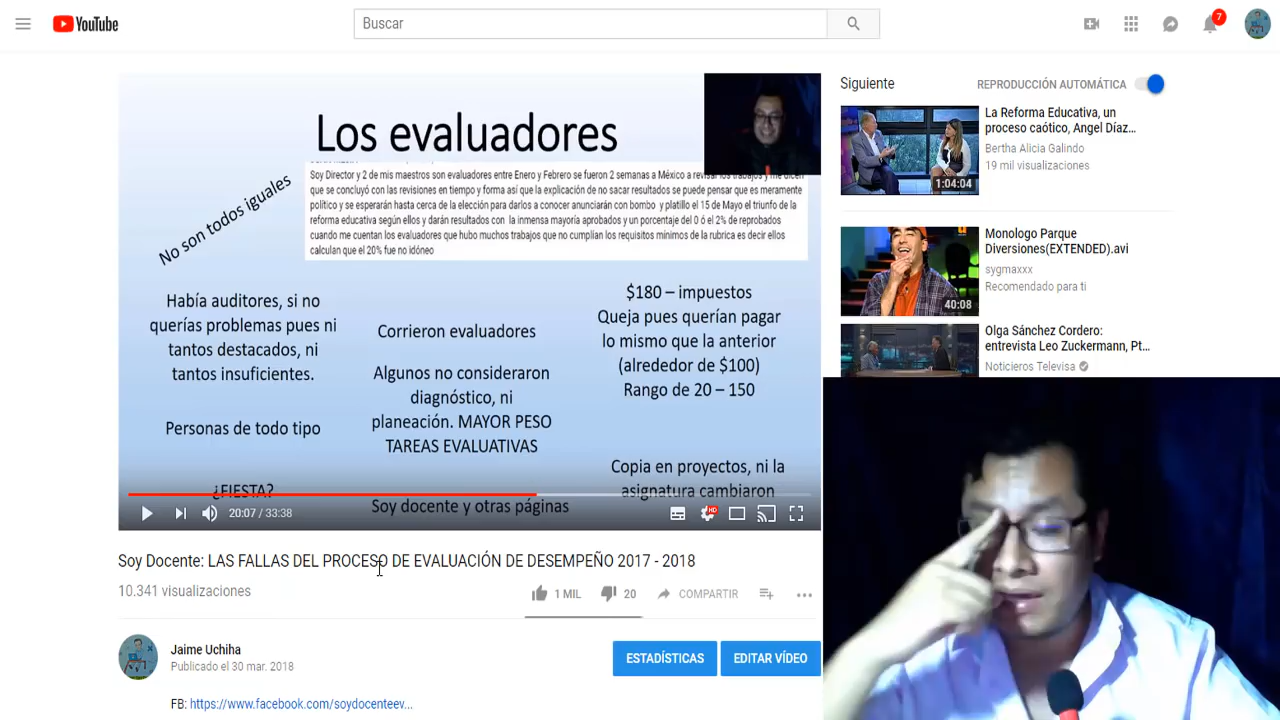 YouTube
Buscar
7
Los evaluadores
No son todos iguales
Soy Director y 2 de mis maestros son evaluadores entre Enero y Febrero se fueron 2 semanas a México a revisar los trabajos y me dicen
que se concluyó con las revisiones en tiempo y forma así que la explicación de no sacar resultados se puede pensar que es meramente
político y se esperarán hasta cerca de la elección para darlos a conocer anunciarán con bombo y platillo el 15 de Mayo el triunfo de la
reforma educativa según ellos y darán resultados con la inmensa mayoría aprobados y un porcentaje del 0 ó el 2% de reprobados
cuando me cuentan los evaluadores que hubo muchos trabajos que no cumplían los requisitos mínimos de la rubrica es decir ellos
calculan que el 20% fue no idóneo
Había auditores, si no
querías problemas pues ni
tantos destacados, ni
tantos insuficientes.
Personas de todo tipo
¿FIESTA?
Corrieron evaluadores
Algunos no consideraron
diagnóstico, ni
planeación. MAYOR PESO
TAREAS EVALUATIVAS
Soy docente y otras páginas
$180 – impuestos
Queja pues querían pagar
lo mismo que la anterior
(alrededor de $100)
Rango de 20 – 150
Copia en proyectos, ni la
asignatura cambiaron
20:07 / 33:38
HD
Soy Docente: LAS FALLAS DEL PROCESO DE EVALUACIÓN DE DESEMPEÑO 2017 - 2018
10.341 visualizaciones
1 MIL
20
COMPARTIR
Jaime Uchiha
Publicado el 30 mar. 2018
ESTADÍSTICAS
EDITAR VÍDEO
FB: https://www.facebook.com/soydocenteev...
Siguiente
REPRODUCCIÓN AUTOMÁTICA
La Reforma Educativa, un
proceso caótico, Angel Díaz...
Bertha Alicia Galindo
19 mil visualizaciones
1:04:04
Monologo Parque
Diversiones(EXTENDED).avi
sygmaxxx
Recomendado para ti
40:08
Olga Sánchez Cordero:
entrevista Leo Zuckermann, Pt...
Noticieros Televisa